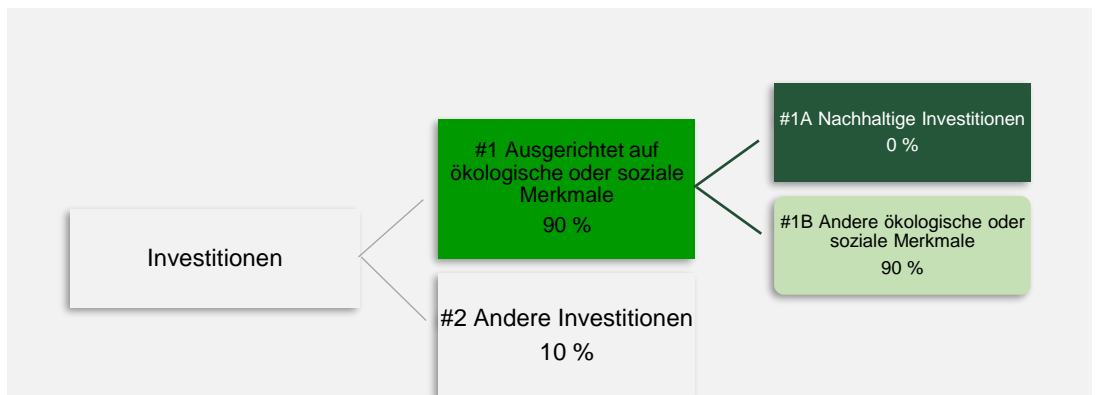 Investitionen
#1 Ausgerichtet auf
ökologische oder soziale
Merkmale
90 %
#2 Andere Investitionen
10 %
#1A Nachhaltige Investitionen
0 %
#1B Andere ökologische oder
soziale Merkmale
90 %